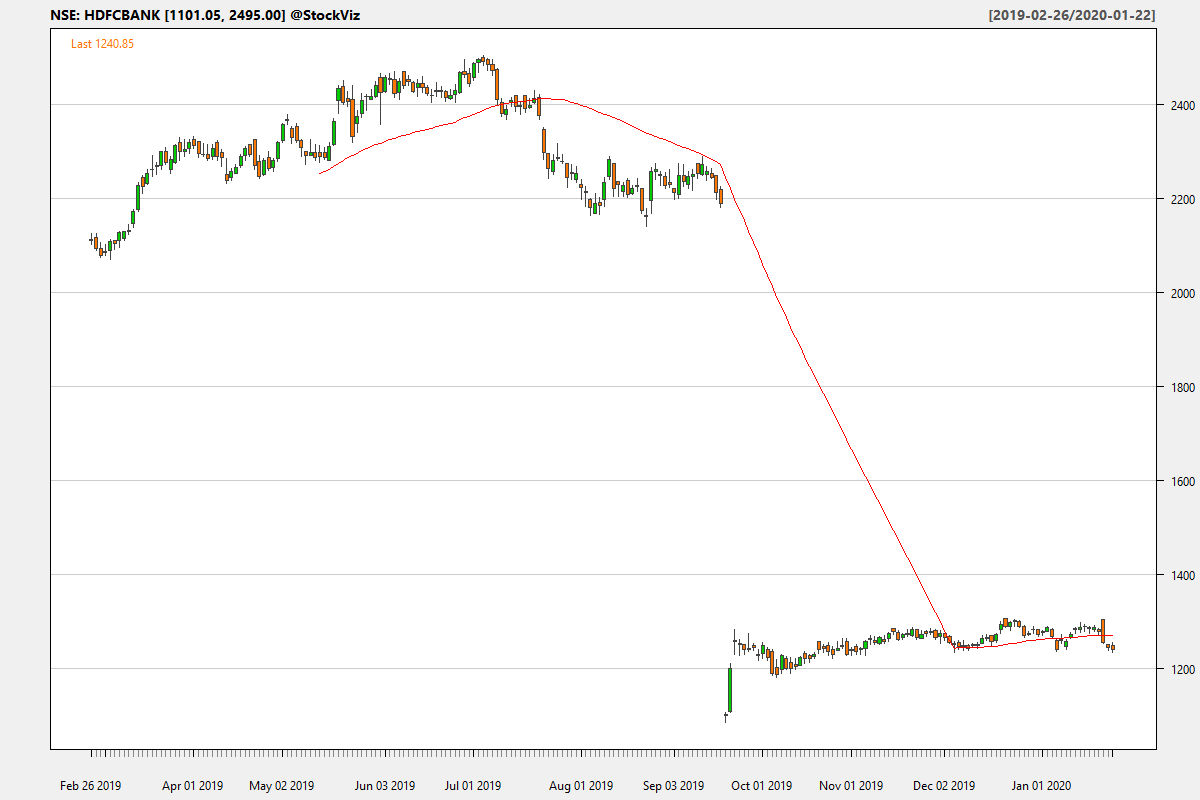 NSE: HDFCBANK [1101.05, 2495.00] @StockViz
[2019-02-26/2020-01-22]
Last 1240.85
2400
2200
2000
1800
1600
1400
1200
Feb 26 2019 Apr 01 2019 May 02 2019 Jun 03 2019 Jul 01 2019 Aug 01 2019 Sep 03 2019 Oct 01 2019 Nov 01 2019 Dec 02 2019 Jan 01 2020